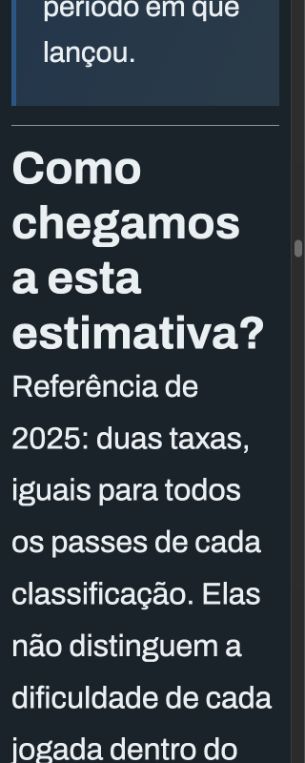 período em que
lançou.
Como
chegamos
a esta
estimativa?
Referência de
2025: duas taxas,
iguais para todos
os passes de cada
classificação. Elas
não distinguem a
dificuldade de cada
jogada dentro do